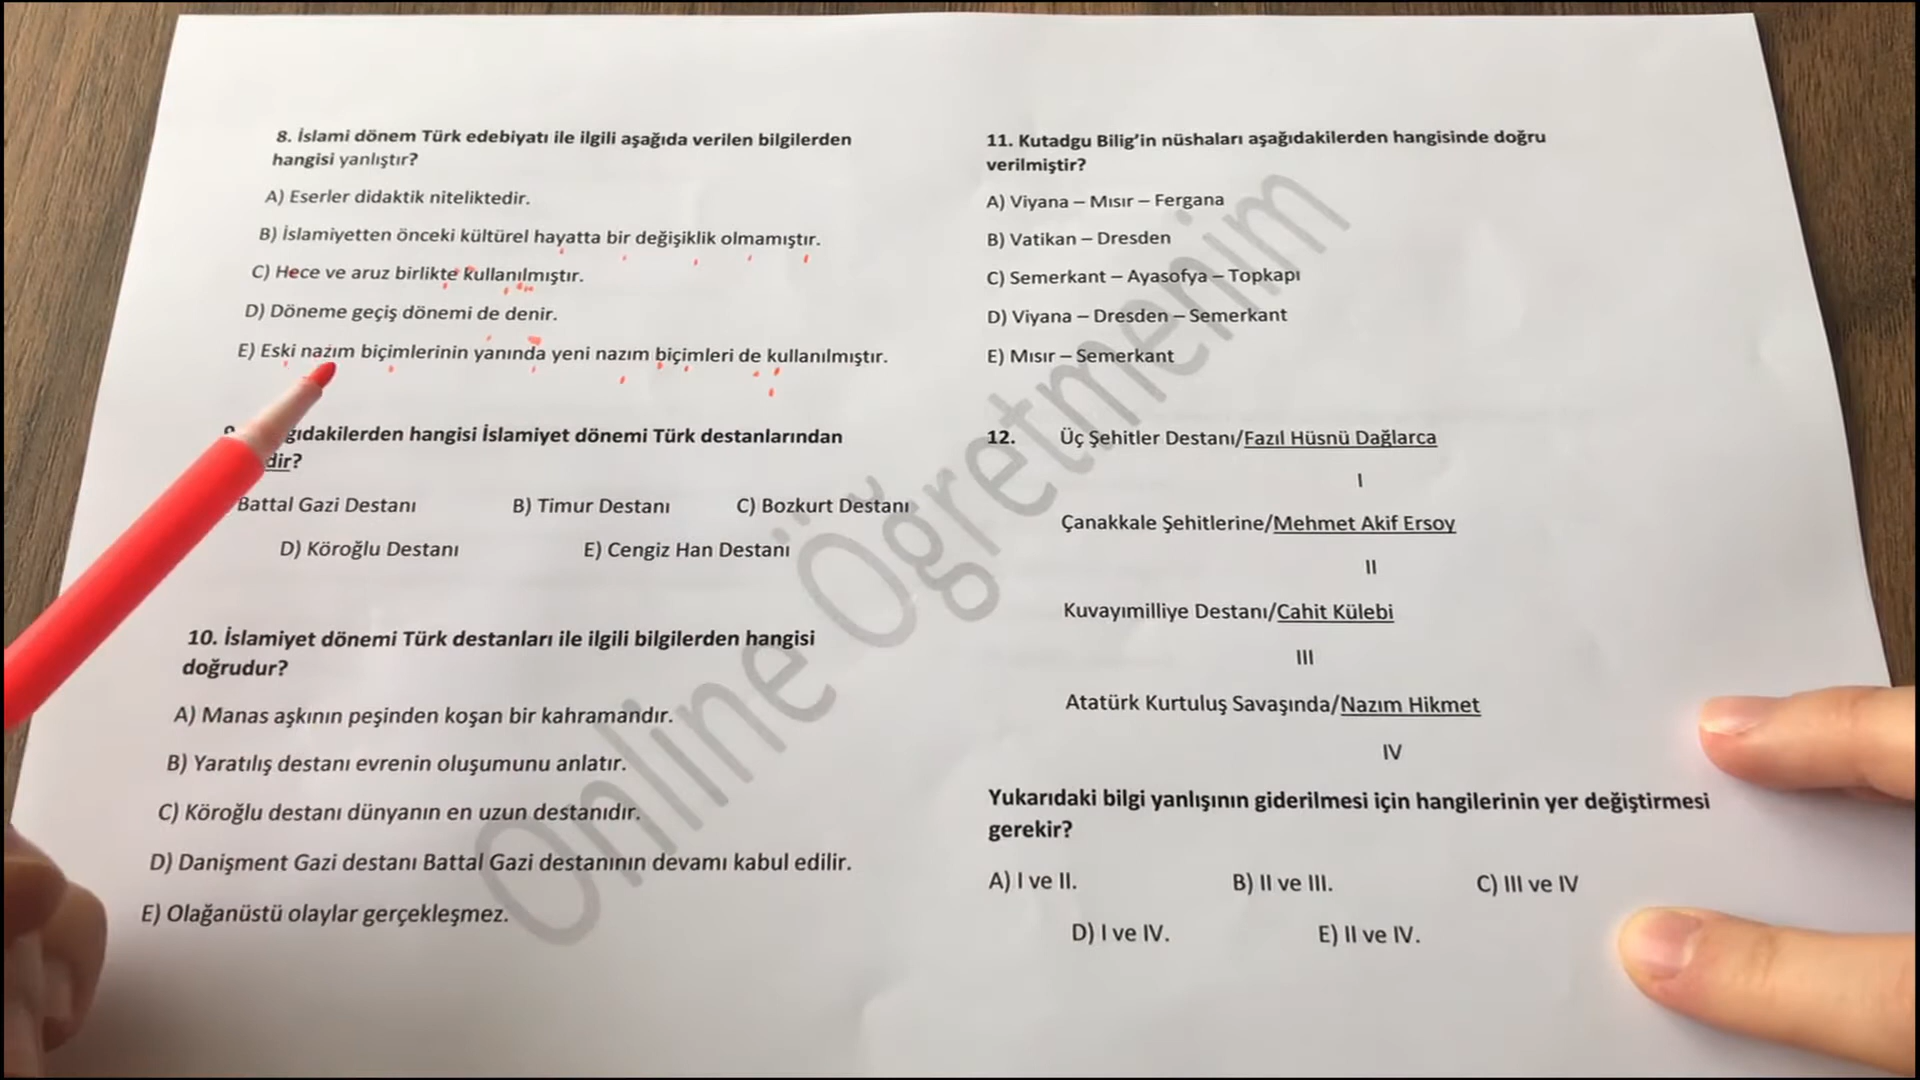 8. İslami dönem Türk edebiyatı ile ilgili aşağıda verilen bilgilerden
hangisi yanlıştır?
A) Eserler didaktik niteliktedir.
B) İslamiyetten önceki kültürel hayatta bir değişiklik olmamıştır.
C) Hece ve aruz birlikte kullanılmıştır.
D) Döneme geçiş dönemi de denir.
E) Eski nazım biçimlerinin yanında yeni nazım biçimleri de kullanılmıştır.
gıdakilerden hangisi İslamiyet dönemi Türk destanlarından
dir?
Battal Gazi Destanı B) Timur Destanı C) Bozkurt Destanı
D) Köroğlu Destanı E) Cengiz Han Destanı
10. İslamiyet dönemi Türk destanları ile ilgili bilgilerden hangisi
doğrudur?
A) Manas aşkının peşinden koşan bir kahramandır.
B) Yaratılış destanı evrenin oluşumunu anlatır.
C) Köroğlu destanı dünyanın en uzun destanıdır.
D) Danişment Gazi destanı Battal Gazi destanının devamı kabul edilir.
E) Olağanüstü olaylar gerçekleşmez.
11. Kutadgu Bilig’in nüshaları aşağıdakilerden hangisinde doğru
verilmiştir?
A) Viyana – Mısır – Fergana
B) Vatikan – Dresden
C) Semerkant – Ayasofya – Topkapı
D) Viyana – Dresden – Semerkant
E) Mısır – Semerkant
12. Üç Şehitler Destanı/Fazıl Hüsnü Dağlarca
I
Çanakkale Şehitlerine/Mehmet Akif Ersoy
II
Kuvayımilliye Destanı/Cahit Külebi
III
Atatürk Kurtuluş Savaşında/Nazım Hikmet
IV
Yukarıdaki bilgi yanlışının giderilmesi için hangilerinin yer değiştirmesi
gerekir?
A) I ve II. B) II ve III. C) III ve IV
D) I ve IV. E) II ve IV.
Online Öğretmenim